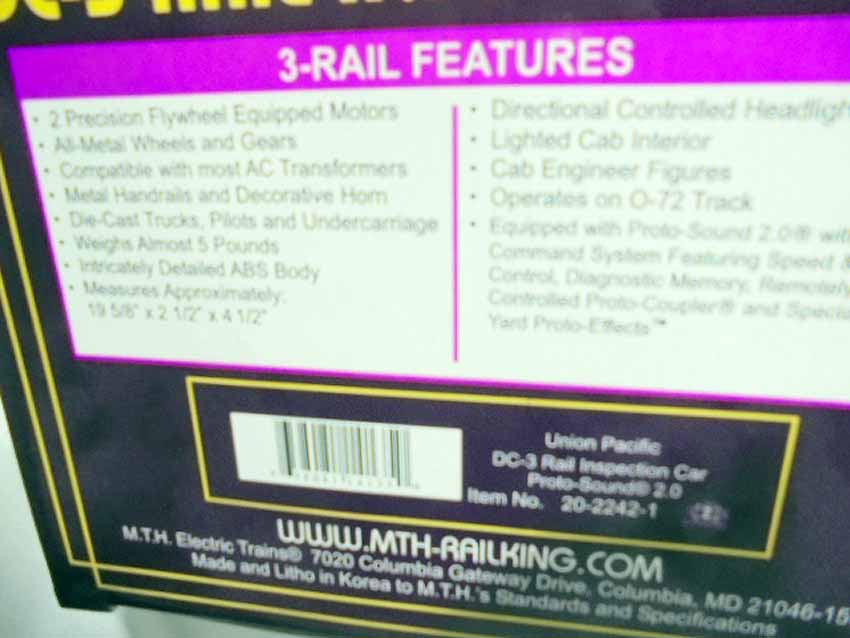 3-RAIL FEATURES
• 2 Precision Flywheel Equipped Motors
• All-Metal Wheels and Gears
• Compatible with most AC Transformers
• Metal Handrails and Decorative Horn
• Die-Cast Trucks, Pilots and Undercarriage
• Weighs Almost 5 Pounds
• Intricately Detailed ABS Body
• Measures Approximately:
19 5/8" x 2 1/2" x 4 1/2"
• Directional Controlled Headligh
• Lighted Cab Interior
• Cab Engineer Figures
• Operates on O-72 Track
• Equipped with Proto-Sound 2.0® with
Command System Featuring Speed &
Control, Diagnostic Memory, Remotely
Controlled Proto-Coupler® and Specia
Yard Proto-Effects™
Union Pacific
DC-3 Rail Inspection Car
Proto-Sound® 2.0
Item No. 20-2242-1
WWW.MTH-RAILKING.COM
M.T.H. Electric Trains® 7020 Columbia Gateway Drive, Columbia, MD 21046-15
Made and Litho in Korea to M.T.H.'s Standards and Specifications